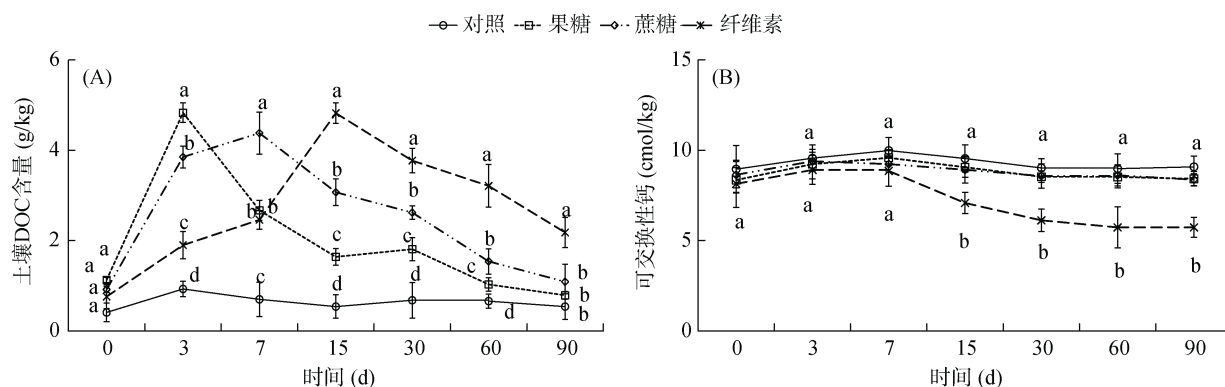 对照 果糖 蔗糖 纤维素
(A)
土壤DOC含量 (g/kg)
6
4
2
0
a a a a
a a a a a a a
b b b b b b b b b
c c c c c
d d d d
0 3 7 15 30 60 90
时间 (d)
(B)
可交换性钙 (cmol/kg)
15
10
5
0
a a a a a a
a a a b b b b
0 3 7 15 30 60 90
时间 (d)